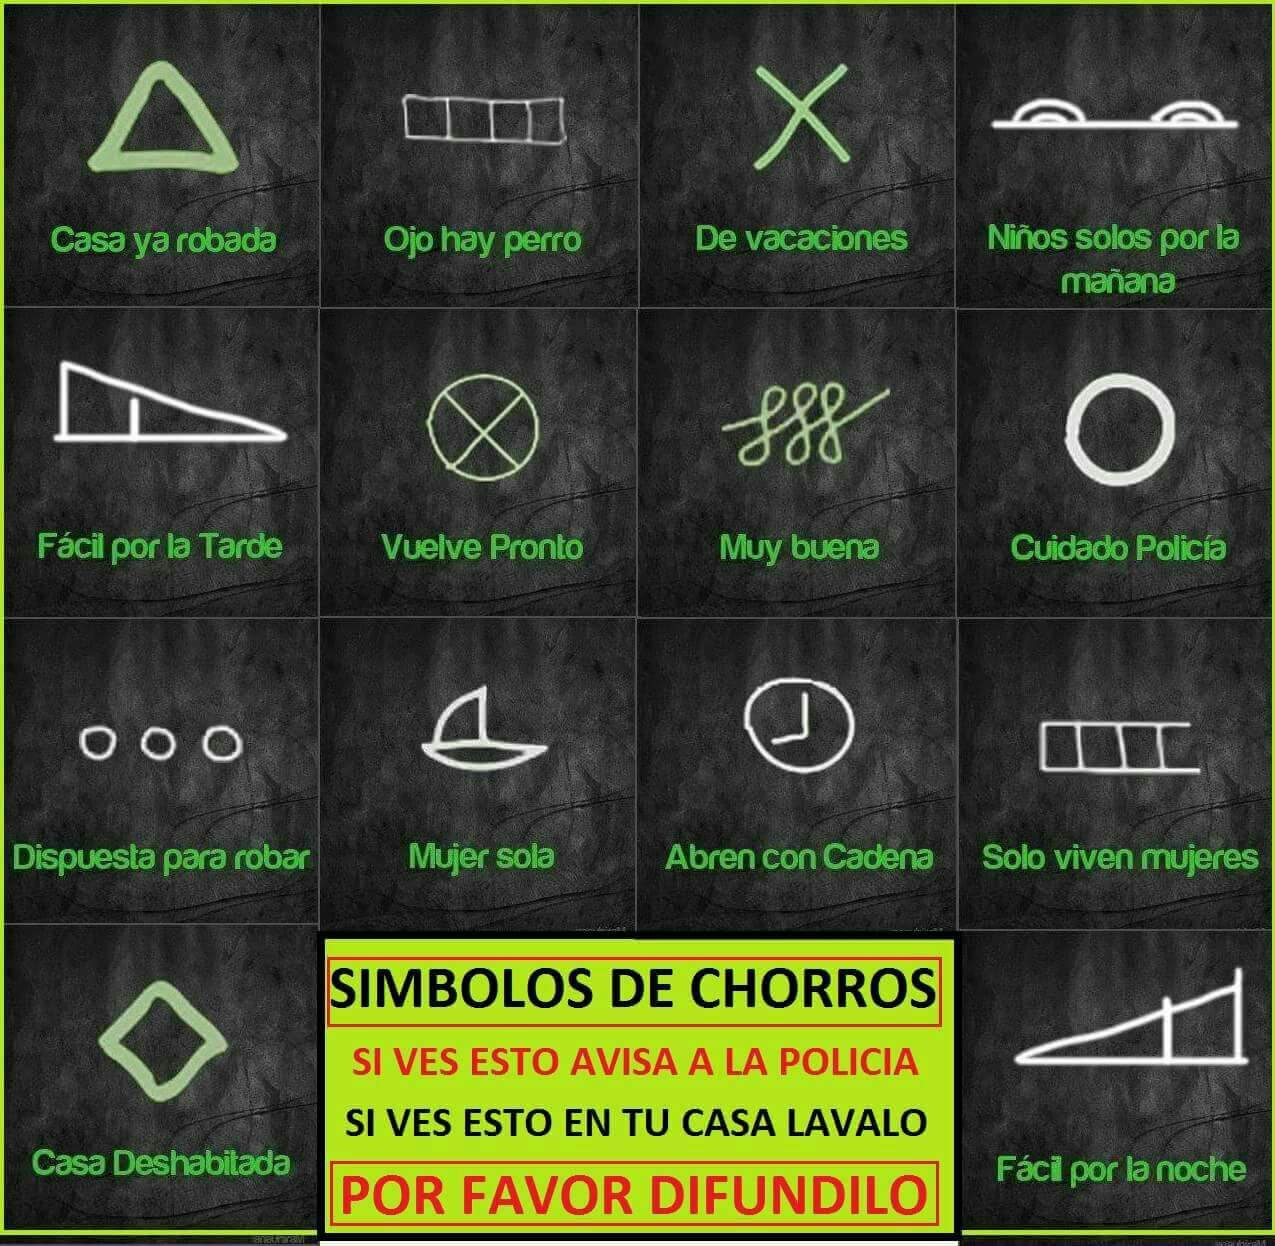 Casa ya robada
Ojo hay perro
De vacaciones
Niños solos por la
mañana
Fácil por la Tarde
Vuelve Pronto
Muy buena
Cuidado Policía
Dispuesta para robar
Mujer sola
Abren con Cadena
Solo viven mujeres
Casa Deshabitada
SIMBOLOS DE CHORROS
SI VES ESTO AVISA A LA POLICIA
SI VES ESTO EN TU CASA LAVALO
POR FAVOR DIFUNDILO
Fácil por la noche